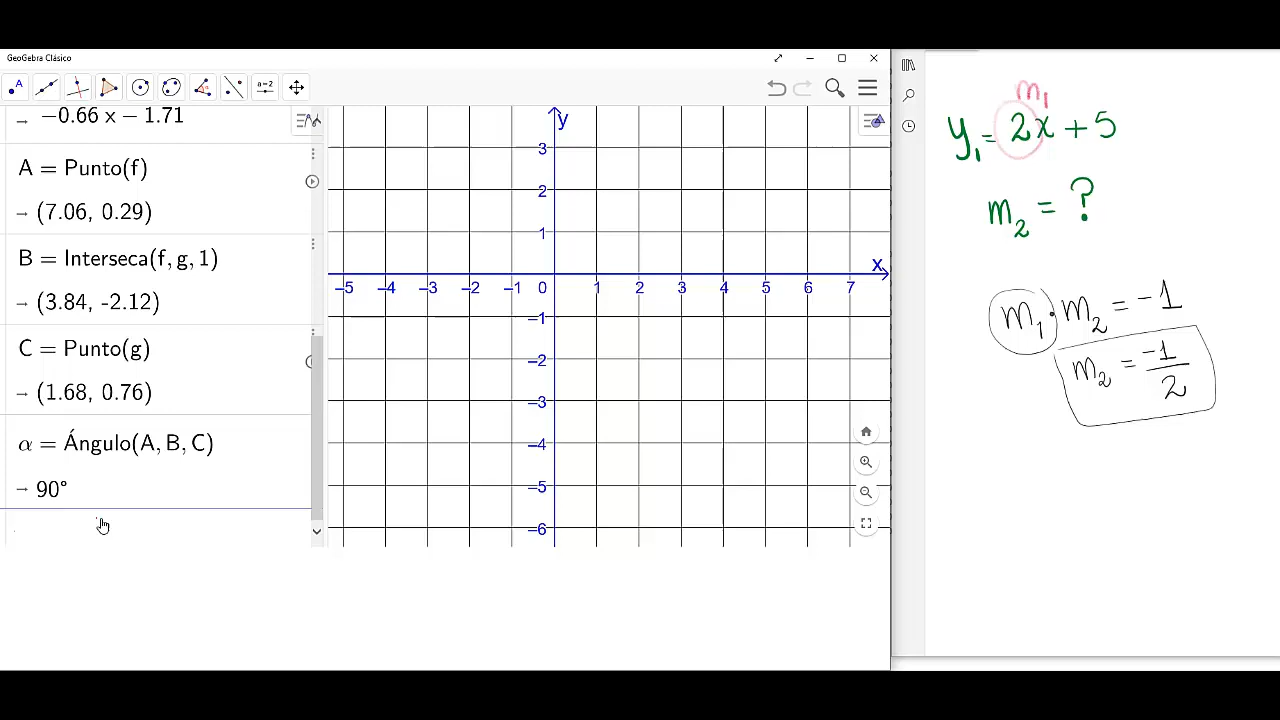 GeoGebra Clásico
A
a=2
→ −0.66 x − 1.71
A = Punto(f)
→ (7.06, 0.29)
B = Interseca(f, g, 1)
→ (3.84, -2.12)
C = Punto(g)
→ (1.68, 0.76)
α = Ángulo(A, B, C)
→ 90°
y
3
2
1
x
−5 −4 −3 −2 −1 0 1 2 3 4 5 6 7
−1
−2
−3
−4
−5
−6
m₁
y₁ = 2x + 5
m₂ = ?
m₁ · m₂ = -1
m₂ = -1/2